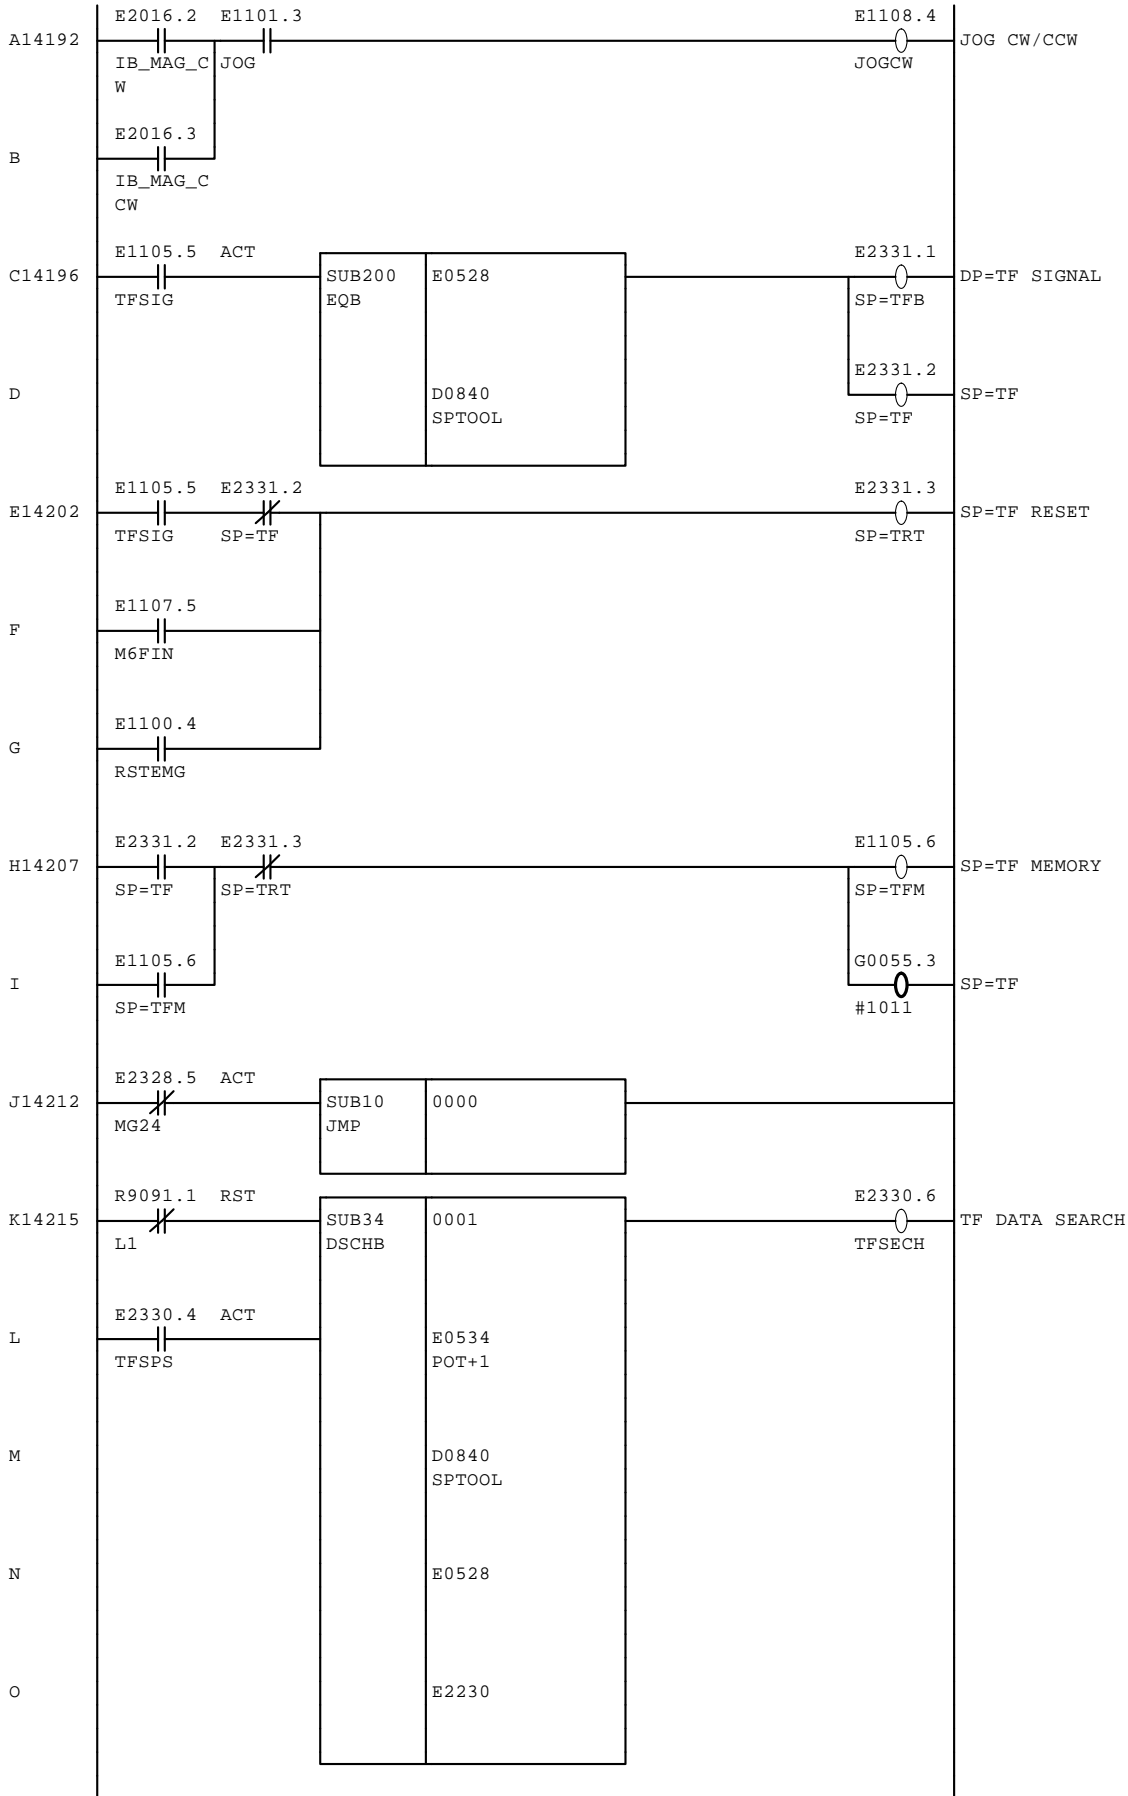 E2016.2 E1101.3 E1108.4
A14192 JOG CW/CCW
IB_MAG_C JOG JOGCW
W
E2016.3
B
IB_MAG_C
CW
E1105.5 ACT E2331.1
C14196 SUB200 E0528 DP=TF SIGNAL
TFSIG EQB SP=TFB
E2331.2
D D0840 SP=TF
SPTOOL SP=TF
E1105.5 E2331.2 E2331.3
E14202 SP=TF RESET
TFSIG SP=TF SP=TRT
E1107.5
F
M6FIN
E1100.4
G
RSTEMG
E2331.2 E2331.3 E1105.6
H14207 SP=TF MEMORY
SP=TF SP=TRT SP=TFM
E1105.6 G0055.3
I SP=TF
SP=TFM #1011
E2328.5 ACT
J14212 SUB10 0000
MG24 JMP
R9091.1 RST E2330.6
K14215 SUB34 0001 TF DATA SEARCH
L1 DSCHB TFSECH
E2330.4 ACT
L E0534
TFSPS POT+1
M D0840
SPTOOL
N E0528
O E2230